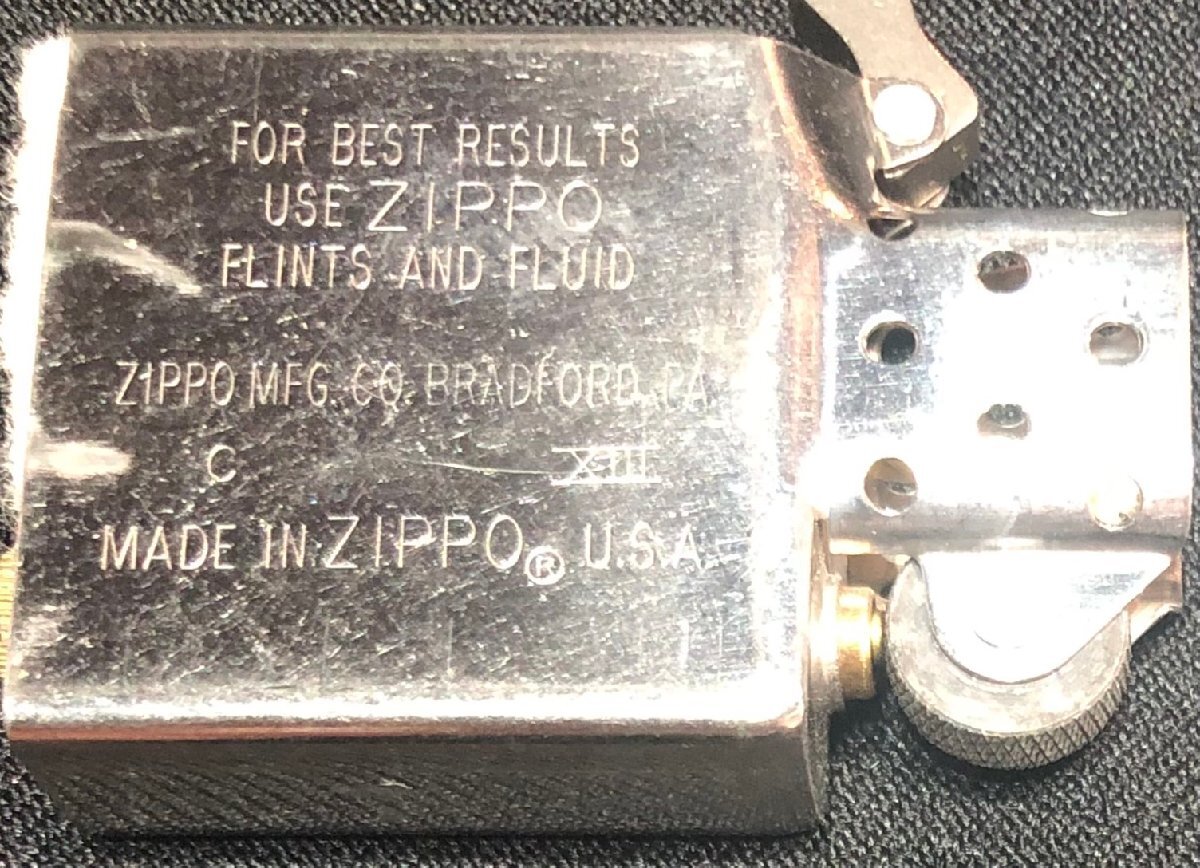 FOR BEST RESULTS
USE ZIPPO
FLINTS AND FLUID
ZIPPO MFG. CO. BRADFORD, PA.
C XIII
MADE IN ZIPPO® U.S.A.